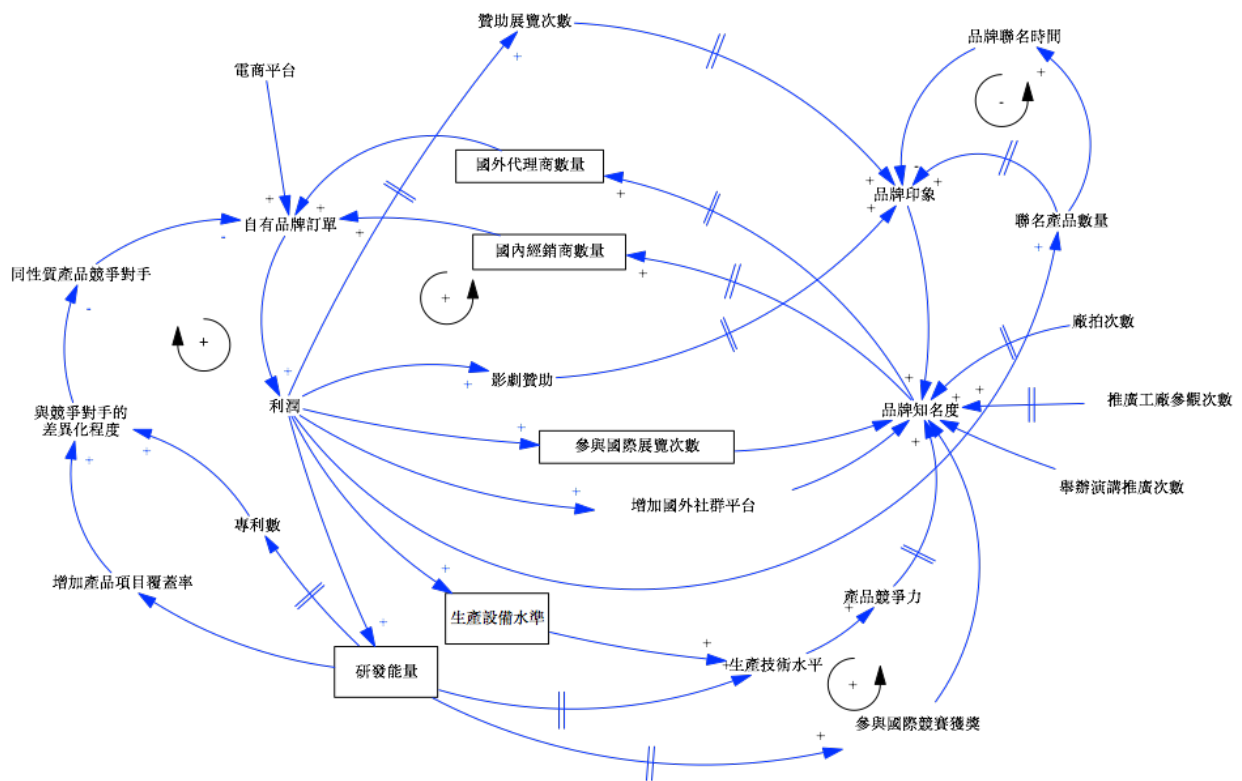 贊助展覽次數
品牌聯名時間
電商平台
國外代理商數量
品牌印象
自有品牌訂單
聯名產品數量
國內經銷商數量
同性質產品競爭對手
廠拍次數
影劇贊助
利潤
推廣工廠參觀次數
品牌知名度
與競爭對手的
差異化程度
參與國際展覽次數
舉辦演講推廣次數
增加國外社群平台
專利數
增加產品項目覆蓋率
產品競爭力
生產設備水準
生產技術水平
研發能量
參與國際競賽獲獎